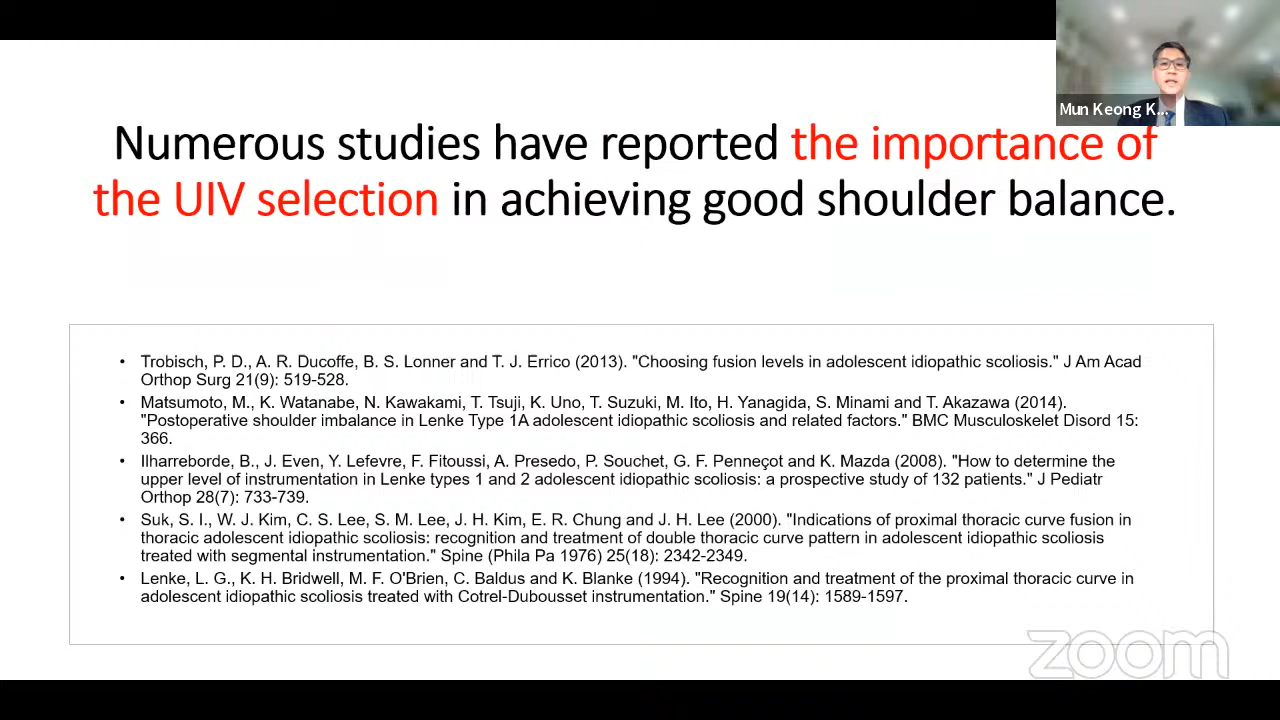 Mun Keong K...
Numerous studies have reported the importance of
the UIV selection in achieving good shoulder balance.
• Trobisch, P. D., A. R. Ducoffe, B. S. Lonner and T. J. Errico (2013). "Choosing fusion levels in adolescent idiopathic scoliosis." J Am Acad
Orthop Surg 21(9): 519-528.
• Matsumoto, M., K. Watanabe, N. Kawakami, T. Tsuji, K. Uno, T. Suzuki, M. Ito, H. Yanagida, S. Minami and T. Akazawa (2014).
"Postoperative shoulder imbalance in Lenke Type 1A adolescent idiopathic scoliosis and related factors." BMC Musculoskelet Disord 15:
366.
• Ilharreborde, B., J. Even, Y. Lefevre, F. Fitoussi, A. Presedo, P. Souchet, G. F. Penneçot and K. Mazda (2008). "How to determine the
upper level of instrumentation in Lenke types 1 and 2 adolescent idiopathic scoliosis: a prospective study of 132 patients." J Pediatr
Orthop 28(7): 733-739.
• Suk, S. I., W. J. Kim, C. S. Lee, S. M. Lee, J. H. Kim, E. R. Chung and J. H. Lee (2000). "Indications of proximal thoracic curve fusion in
thoracic adolescent idiopathic scoliosis: recognition and treatment of double thoracic curve pattern in adolescent idiopathic scoliosis
treated with segmental instrumentation." Spine (Phila Pa 1976) 25(18): 2342-2349.
• Lenke, L. G., K. H. Bridwell, M. F. O'Brien, C. Baldus and K. Blanke (1994). "Recognition and treatment of the proximal thoracic curve in
adolescent idiopathic scoliosis treated with Cotrel-Dubousset instrumentation." Spine 19(14): 1589-1597.
zoom